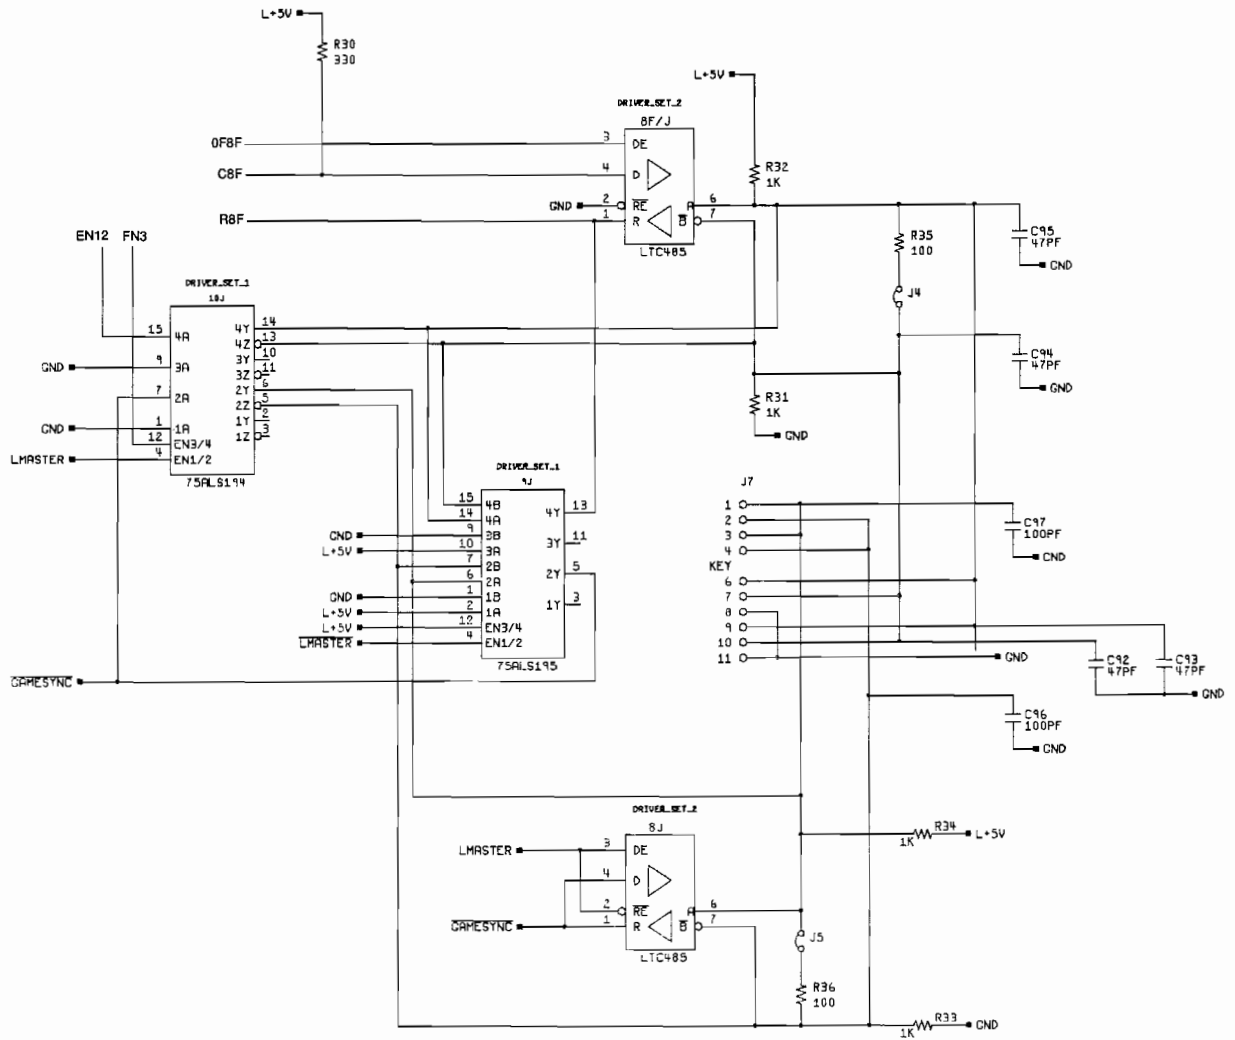 L+5V
R30
330
L+5V
DRIVER_SET_2
8F/J
0F8F
3
DE
C8F
4
D
R32
1K
GND
2
RE
A
6
R8F
1
R
B
7
LTC485
EN12 FN3
R35
100
C95
47PF
GND
J4
DRIVER_SET_1
10J
15
4A
4Y
14
4Z
13
3Y
10
GND
9
3A
3Z
11
7
2A
2Y
6
2Z
5
GND
1
1A
1Y
2
12
EN3/4
1Z
3
LMASTER
4
EN1/2
75ALS194
C94
47PF
GND
R31
1K
GND
DRIVER_SET_1
9J
15
4B
4Y
13
14
4A
GND
9
3B
3Y
11
L+5V
10
3A
7
2B
2Y
5
6
2A
GND
1
1B
L+5V
2
1A
1Y
3
L+5V
12
EN3/4
LMASTER
4
EN1/2
75ALS195
GAMESYNC
J7
1
2
3
4
KEY
6
7
8
9
10
11
C97
100PF
GND
GND
C92
47PF
C93
47PF
GND
C96
100PF
GND
DRIVER_SET_2
8J
LMASTER
3
DE
4
D
2
RE
A
6
GAMESYNC
1
R
B
7
LTC485
R34
1K
L+5V
J5
R36
100
R33
1K
GND